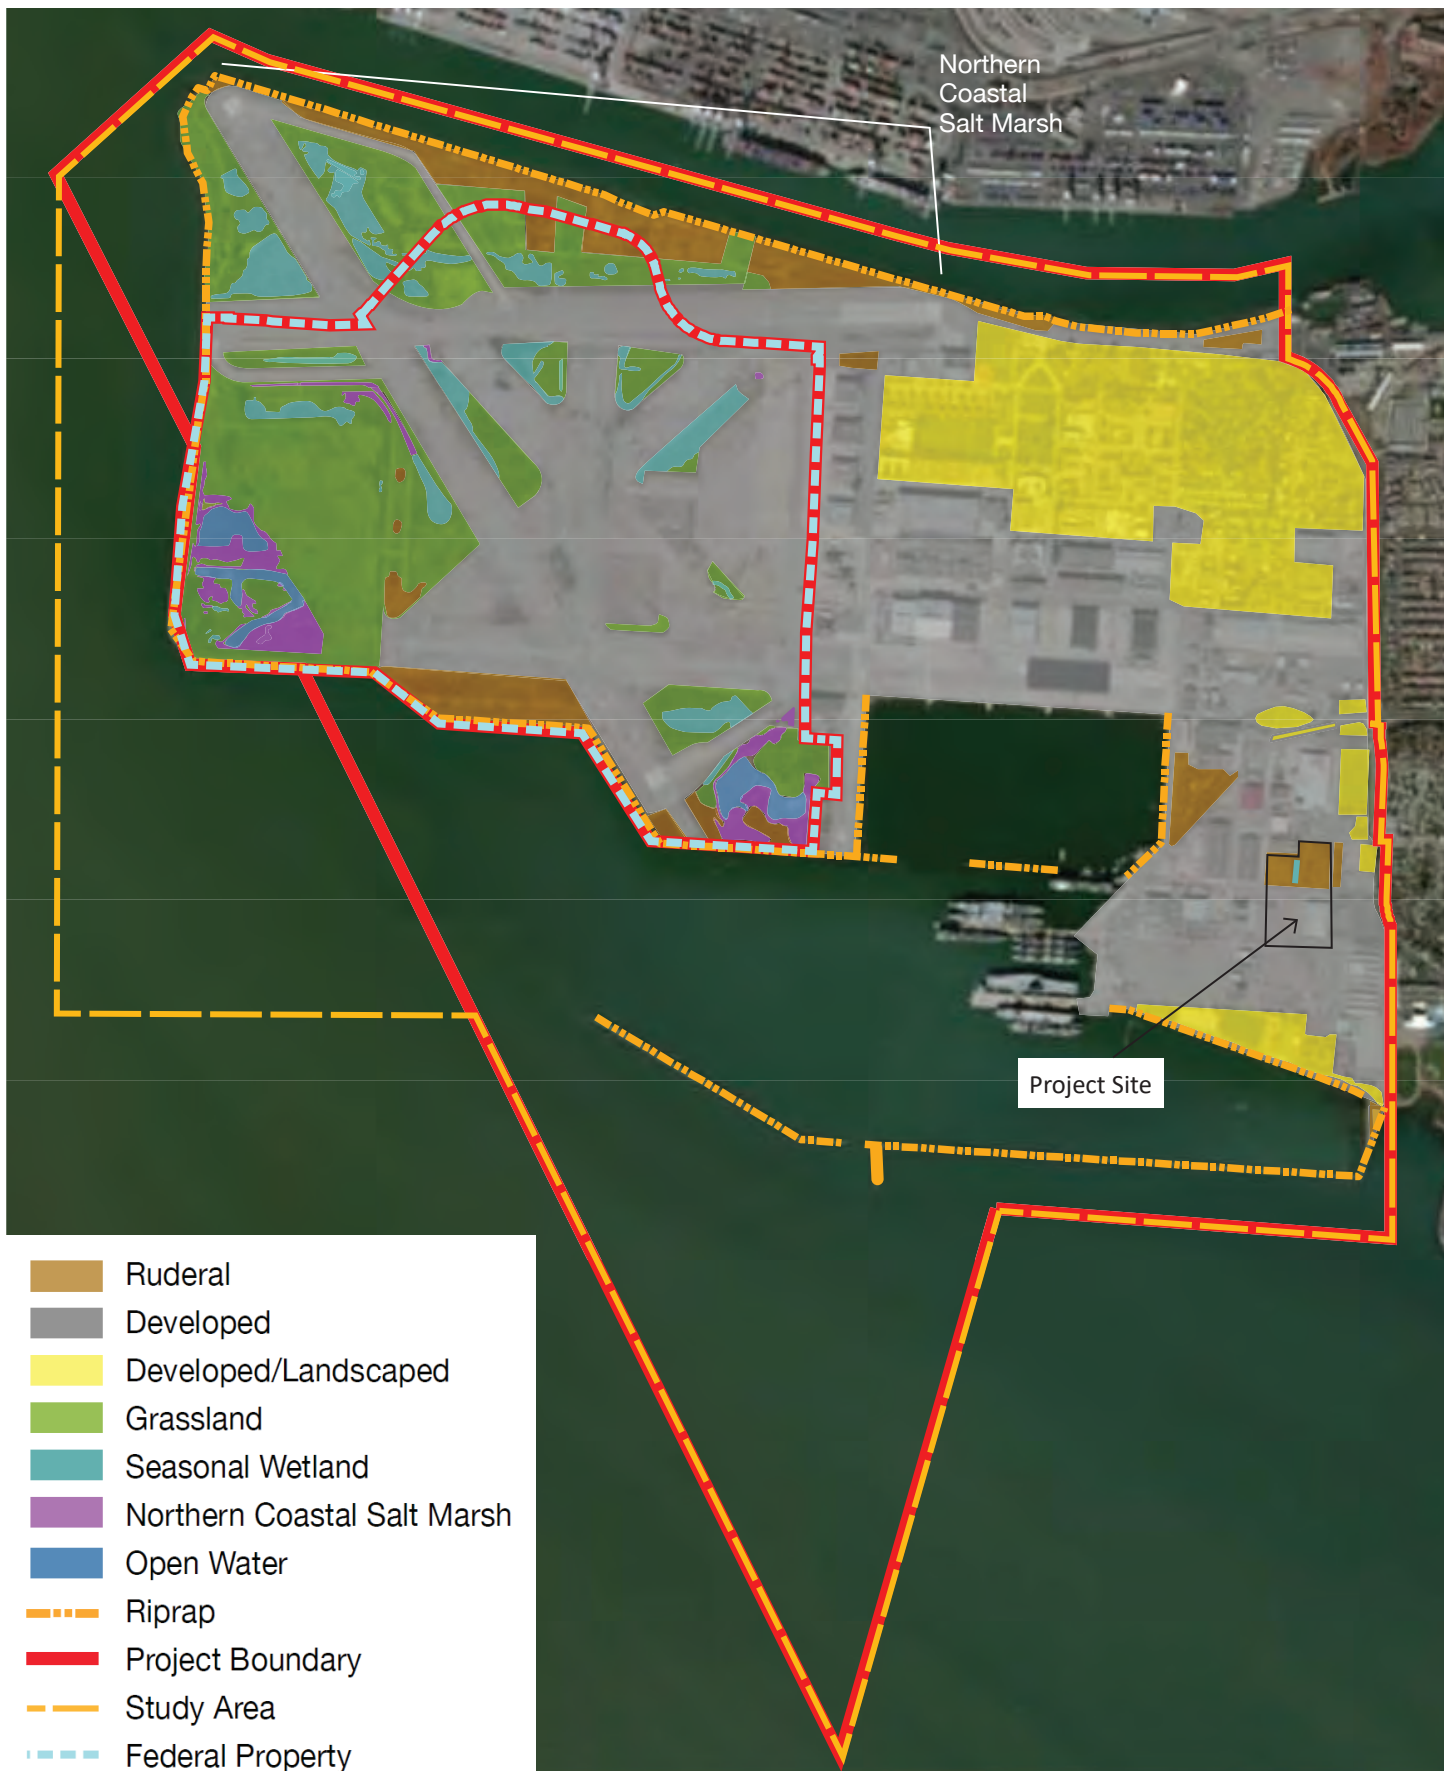 Northern
Coastal
Salt Marsh
Project Site
Ruderal
Developed
Developed/Landscaped
Grassland
Seasonal Wetland
Northern Coastal Salt Marsh
Open Water
Riprap
Project Boundary
Study Area
Federal Property